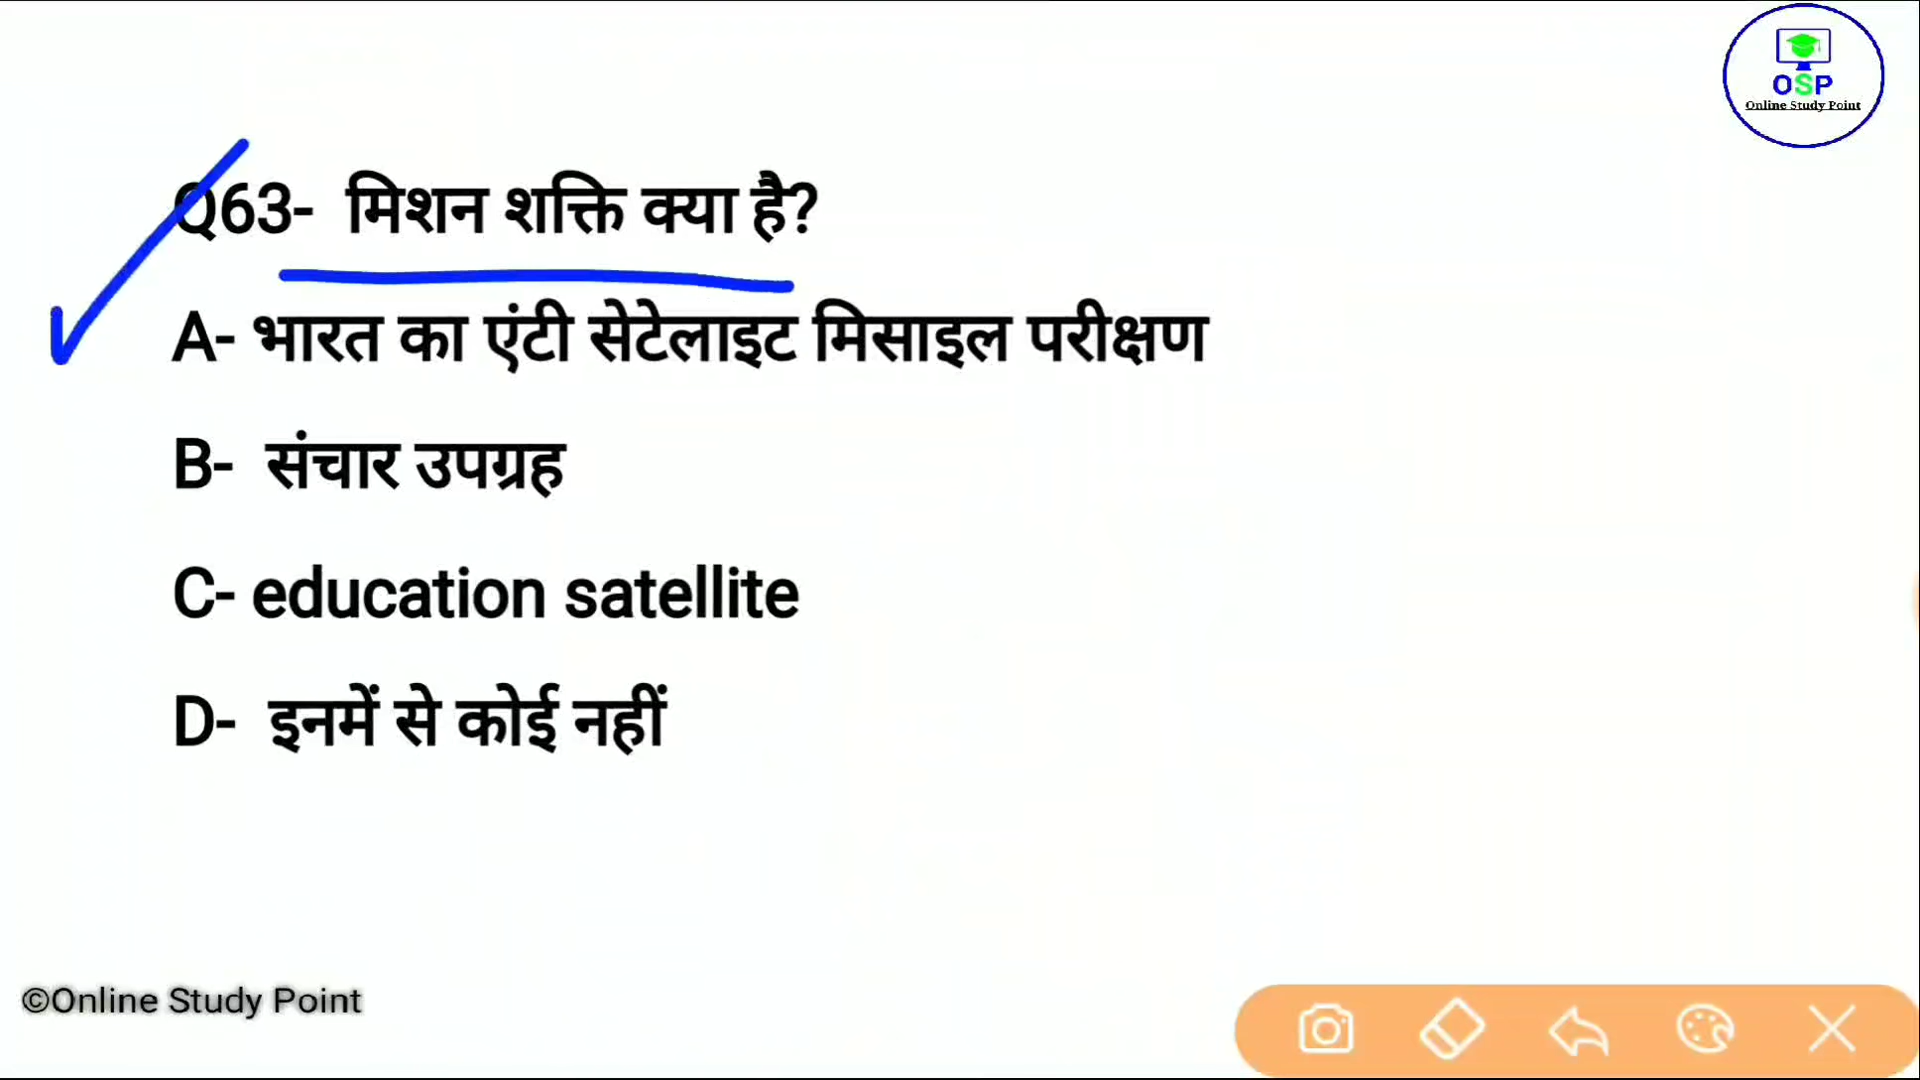 OSP
Online Study Point
Q63- मिशन शक्ति क्या है?
A- भारत का एंटी सेटेलाइट मिसाइल परीक्षण
B- संचार उपग्रह
C- education satellite
D- इनमें से कोई नहीं
©Online Study Point